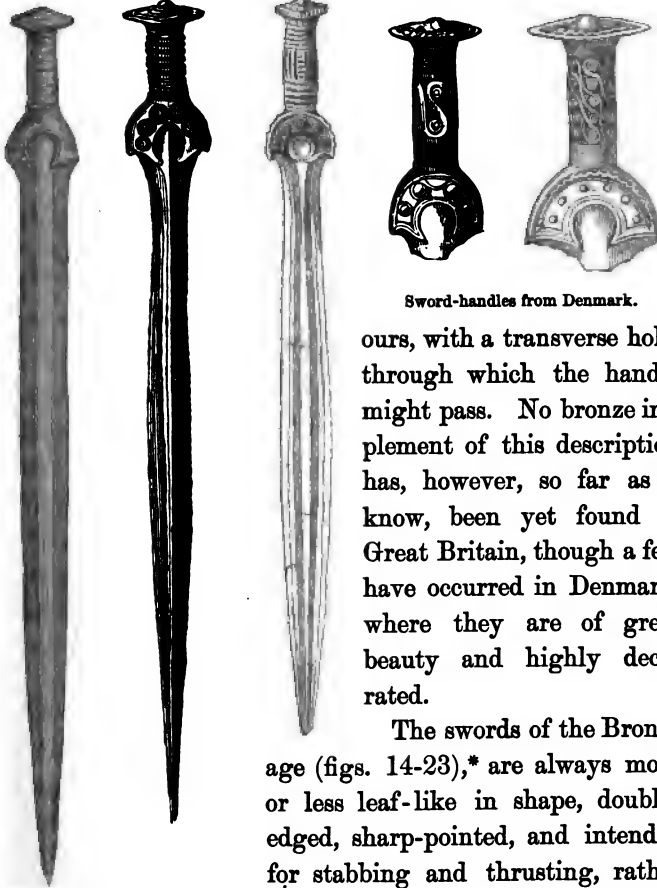 Sword-handles from Denmark.
ours, with a transverse hol
through which the hand
might pass. No bronze in
plement of this descripti
has, however, so far as
know, been yet found
Great Britain, though a fe
have occurred in Denmar
where they are of gre
beauty and highly dec
rated.
The swords of the Bron
age (figs. 14-23),* are always mo
or less leaf-like in shape, doubl
edged, sharp-pointed, and intend
for stabbing and thrusting, rath